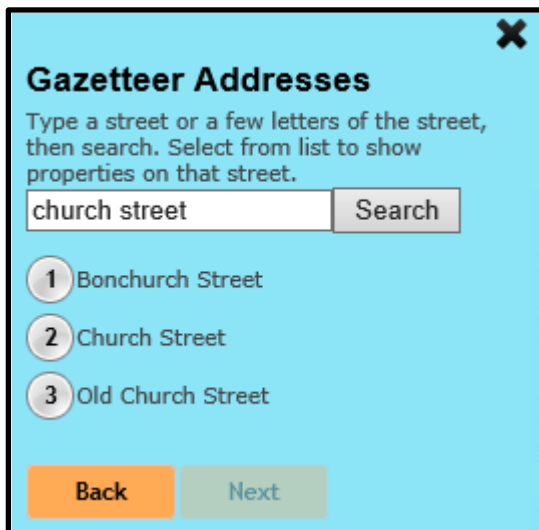 Gazetteer Addresses
Type a street or a few letters of the street,
then search. Select from list to show
properties on that street.
church street Search
1 Bonchurch Street
2 Church Street
3 Old Church Street
Back Next